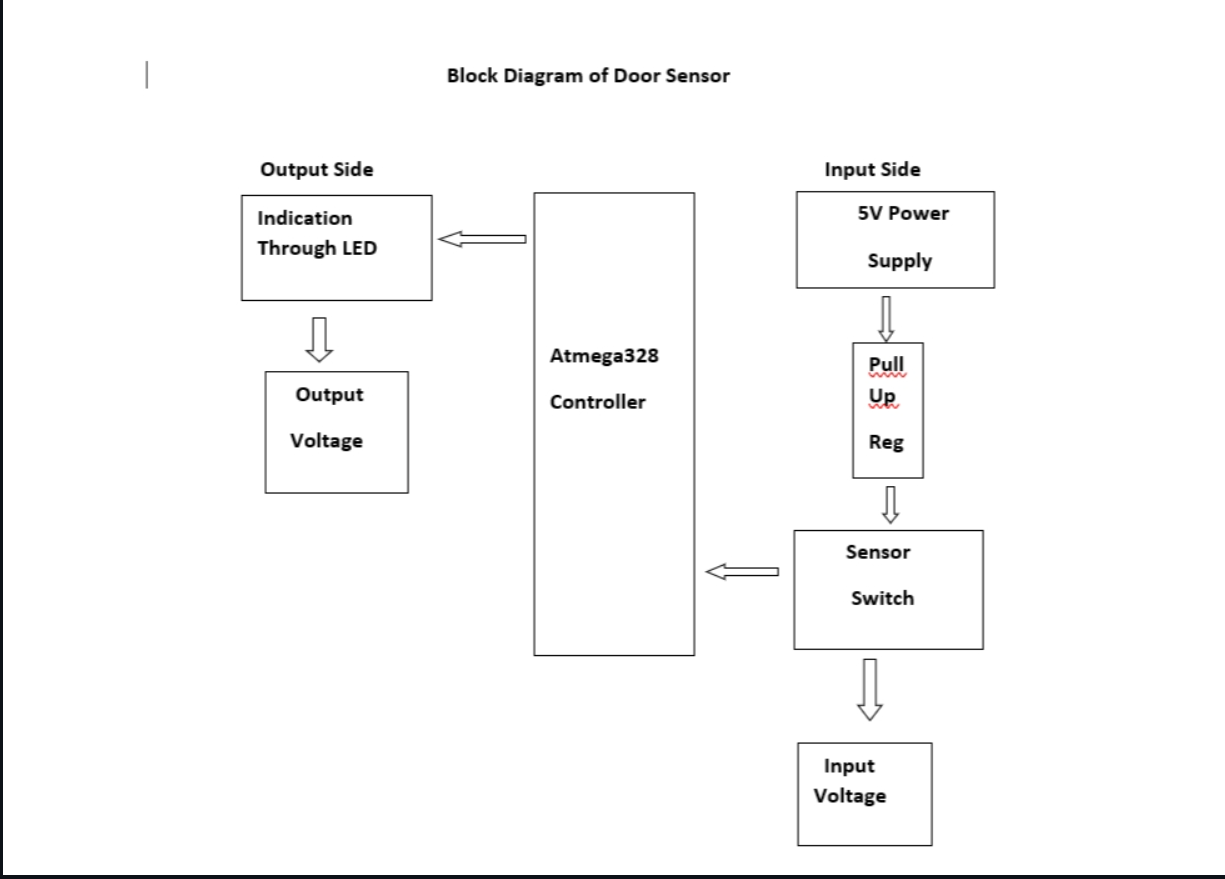 Block Diagram of Door Sensor
Output Side
Indication
Through LED
Output
Voltage
Atmega328
Controller
Input Side
5V Power
Supply
Pull
Up
Reg
Sensor
Switch
Input
Voltage